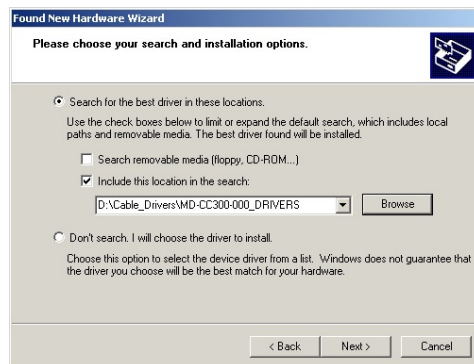 Found New Hardware Wizard
Please choose your search and installation options.
Search for the best driver in these locations.
Use the check boxes below to limit or expand the default search, which includes local
paths and removable media. The best driver found will be installed.
Search removable media (floppy, CD-ROM...)
Include this location in the search:
D:\Cable_Drivers\MD-CC300-000_DRIVERS
Browse
Don't search. I will choose the driver to install.
Choose this option to select the device driver from a list. Windows does not guarantee that
the driver you choose will be the best match for your hardware.
< Back
Next >
Cancel